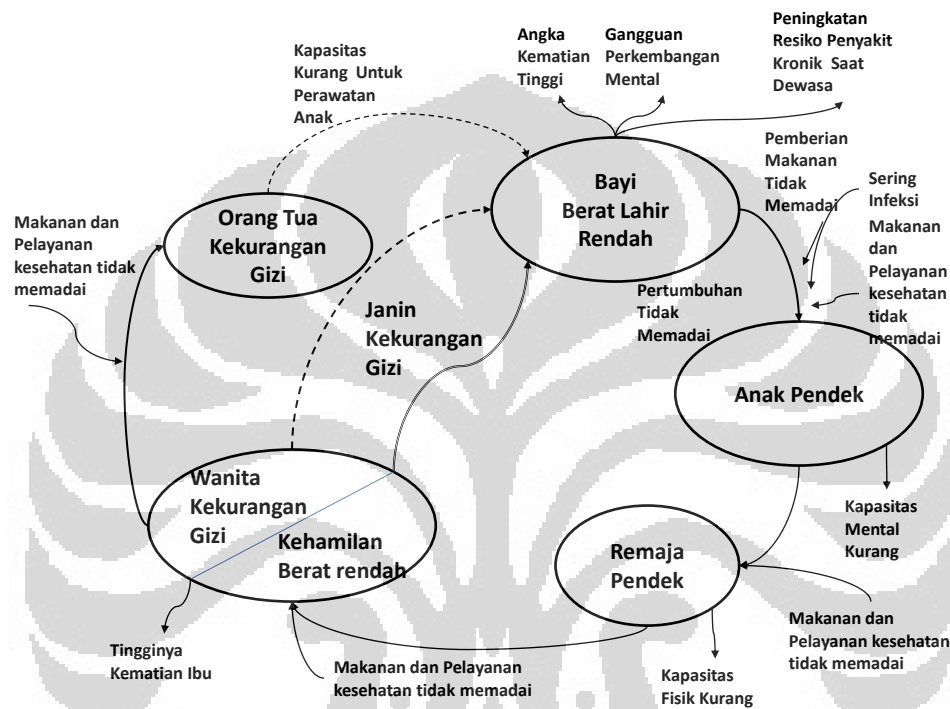 Kapasitas
Kurang Untuk
Perawatan
Anak
Angka
Kematian
Tinggi
Gangguan
Perkembangan
Mental
Peningkatan
Resiko Penyakit
Kronik Saat
Dewasa
Pemberian
Makanan
Tidak
Memadai
Sering
Infeksi
Makanan
dan
Pelayanan
kesehatan
tidak
memadai
Bayi
Berat Lahir
Rendah
Orang Tua
Kekurangan
Gizi
Makanan dan
Pelayanan
kesehatan tidak
memadai
Pertumbuhan
Tidak
Memadai
Janin
Kekurangan
Gizi
Anak Pendek
Wanita
Kekurangan
Gizi
Kehamilan
Berat rendah
Remaja
Pendek
Kapasitas
Mental
Kurang
Tingginya
Kematian Ibu
Makanan dan Pelayanan
kesehatan tidak memadai
Kapasitas
Fisik Kurang
Makanan dan
Pelayanan kesehatan
tidak memadai